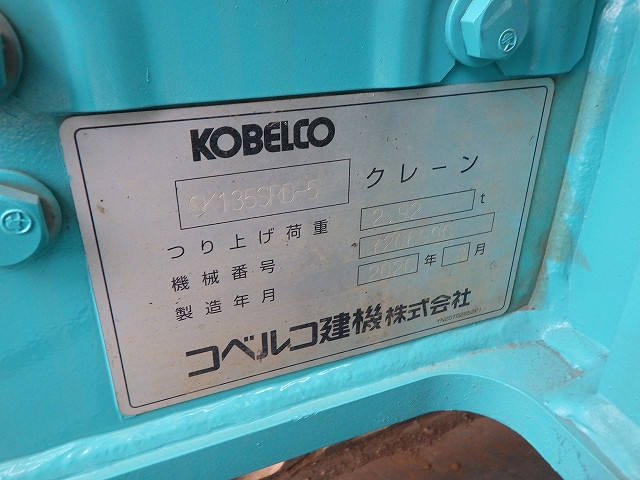 KOBELCO
SK135SRD-5 クレーン
つり上げ荷重 2.92 t
機械番号
製造年月 2020 年 月
コベルコ建機株式会社